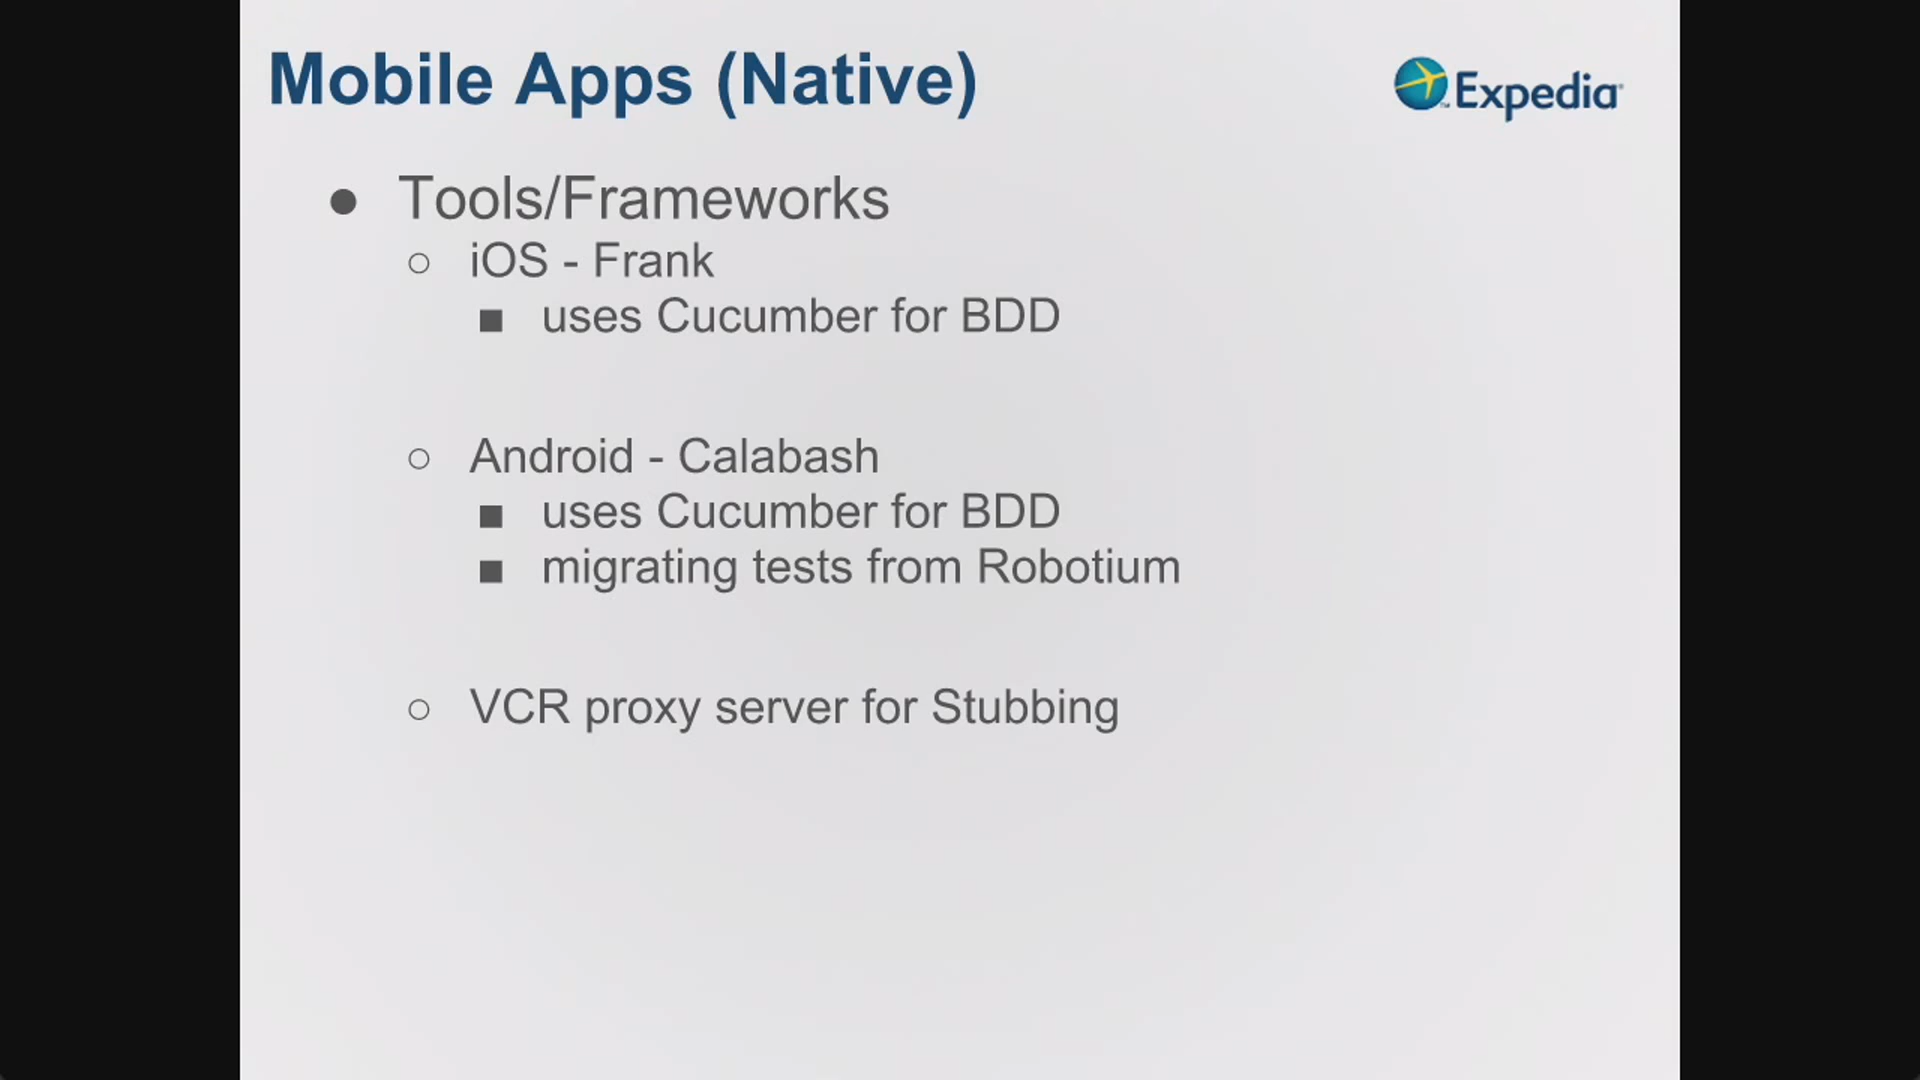 Mobile Apps (Native)
Expedia
● Tools/Frameworks
○ iOS - Frank
■ uses Cucumber for BDD
○ Android - Calabash
■ uses Cucumber for BDD
■ migrating tests from Robotium
○ VCR proxy server for Stubbing